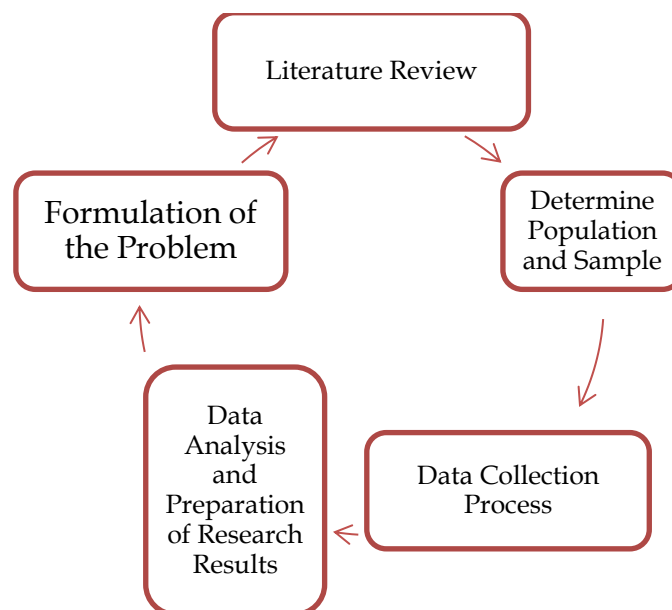 Literature Review
Formulation of
the Problem
Determine
Population
and Sample
Data
Analysis
and
Preparation
of Research
Results
Data Collection
Process